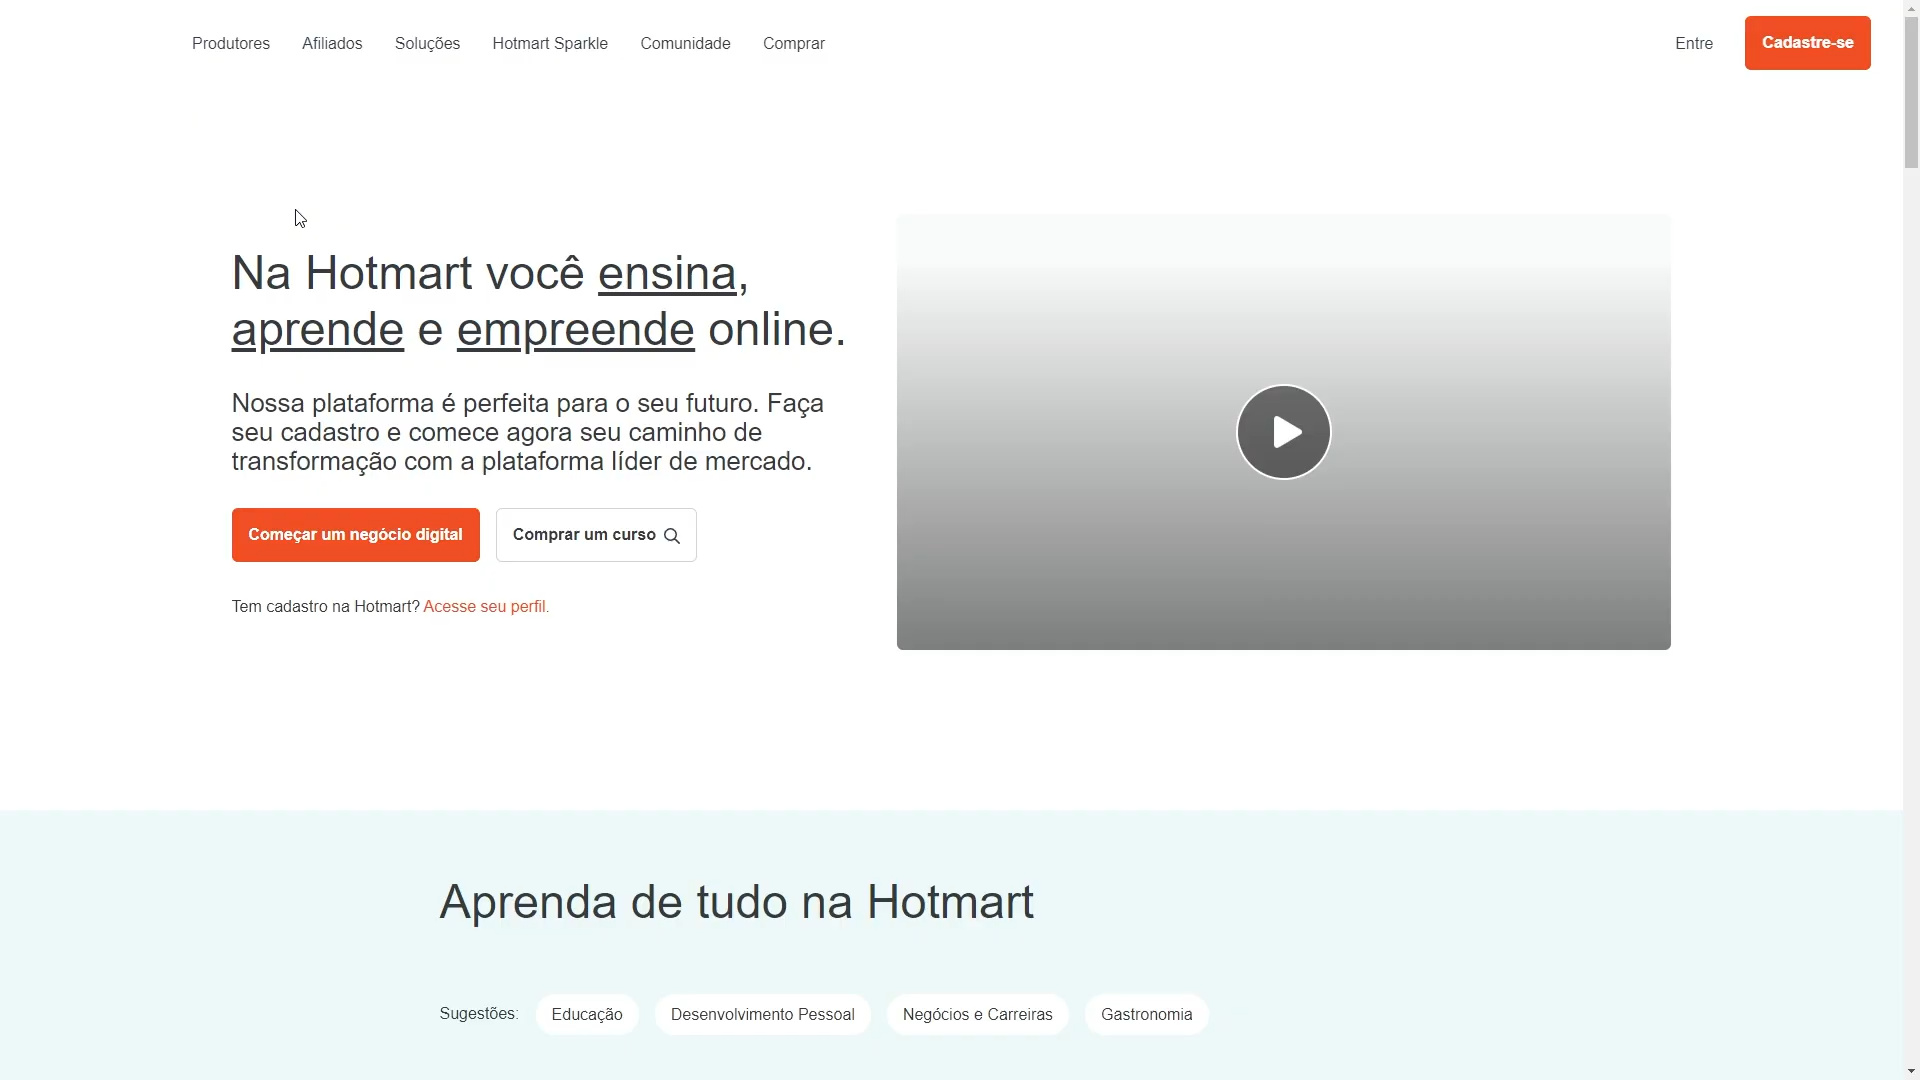 Produtores Afiliados Soluções Hotmart Sparkle Comunidade Comprar Entre Cadastre-se
Na Hotmart você ensina,
aprende e empreende online.
Nossa plataforma é perfeita para o seu futuro. Faça
seu cadastro e comece agora seu caminho de
transformação com a plataforma líder de mercado.
Começar um negócio digital Comprar um curso
Tem cadastro na Hotmart? Acesse seu perfil.
Aprenda de tudo na Hotmart
Sugestões: Educação Desenvolvimento Pessoal Negócios e Carreiras Gastronomia